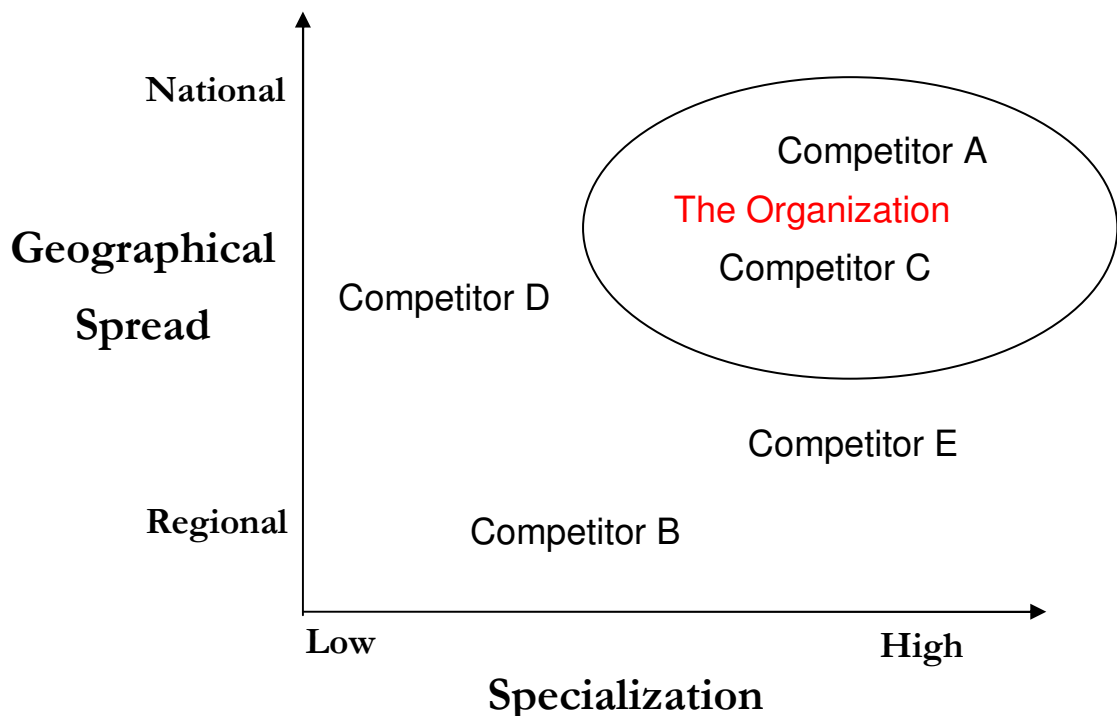 National
Competitor A
The Organization
Geographical
Spread
Competitor C
Competitor D
Competitor E
Regional
Competitor B
Low
High
Specialization